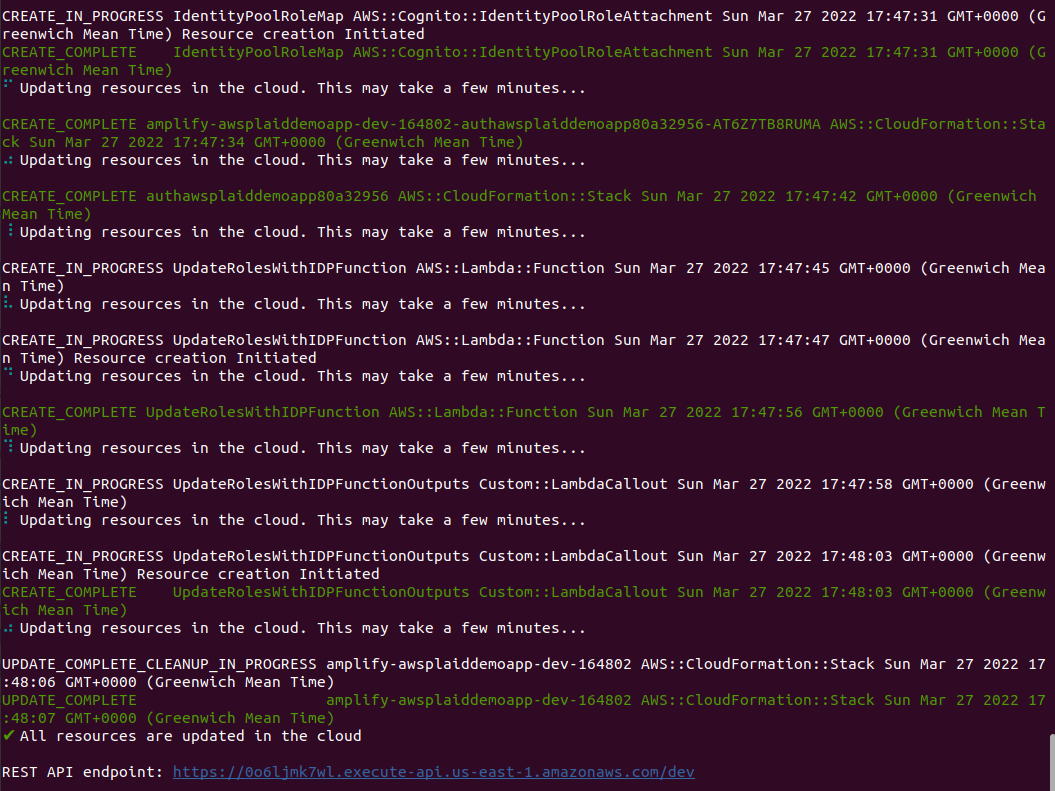 CREATE_IN_PROGRESS IdentityPoolRoleMap AWS::Cognito::IdentityPoolRoleAttachment Sun Mar 27 2022 17:47:31 GMT+0000 (G
reenwich Mean Time) Resource creation Initiated
CREATE_COMPLETE    IdentityPoolRoleMap AWS::Cognito::IdentityPoolRoleAttachment Sun Mar 27 2022 17:47:31 GMT+0000 (G
reenwich Mean Time)
Updating resources in the cloud. This may take a few minutes...
CREATE_COMPLETE amplify-awsplaiddemoapp-dev-164802-authawsplaiddemoapp80a32956-AT6Z7TB8RUMA AWS::CloudFormation::Sta
ck Sun Mar 27 2022 17:47:34 GMT+0000 (Greenwich Mean Time)
Updating resources in the cloud. This may take a few minutes...
CREATE_COMPLETE authawsplaiddemoapp80a32956 AWS::CloudFormation::Stack Sun Mar 27 2022 17:47:42 GMT+0000 (Greenwich
Mean Time)
Updating resources in the cloud. This may take a few minutes...
CREATE_IN_PROGRESS UpdateRolesWithIDPFunction AWS::Lambda::Function Sun Mar 27 2022 17:47:45 GMT+0000 (Greenwich Mea
n Time)
Updating resources in the cloud. This may take a few minutes...
CREATE_IN_PROGRESS UpdateRolesWithIDPFunction AWS::Lambda::Function Sun Mar 27 2022 17:47:47 GMT+0000 (Greenwich Mea
n Time) Resource creation Initiated
Updating resources in the cloud. This may take a few minutes...
CREATE_COMPLETE UpdateRolesWithIDPFunction AWS::Lambda::Function Sun Mar 27 2022 17:47:56 GMT+0000 (Greenwich Mean T
ime)
Updating resources in the cloud. This may take a few minutes...
CREATE_IN_PROGRESS UpdateRolesWithIDPFunctionOutputs Custom::LambdaCallout Sun Mar 27 2022 17:47:58 GMT+0000 (Greenw
ich Mean Time)
Updating resources in the cloud. This may take a few minutes...
CREATE_IN_PROGRESS UpdateRolesWithIDPFunctionOutputs Custom::LambdaCallout Sun Mar 27 2022 17:48:03 GMT+0000 (Greenw
ich Mean Time) Resource creation Initiated
CREATE_COMPLETE    UpdateRolesWithIDPFunctionOutputs Custom::LambdaCallout Sun Mar 27 2022 17:48:03 GMT+0000 (Greenw
ich Mean Time)
Updating resources in the cloud. This may take a few minutes...
UPDATE_COMPLETE_CLEANUP_IN_PROGRESS amplify-awsplaiddemoapp-dev-164802 AWS::CloudFormation::Stack Sun Mar 27 2022 17
:48:06 GMT+0000 (Greenwich Mean Time)
UPDATE_COMPLETE                     amplify-awsplaiddemoapp-dev-164802 AWS::CloudFormation::Stack Sun Mar 27 2022 17
:48:07 GMT+0000 (Greenwich Mean Time)
✔ All resources are updated in the cloud
REST API endpoint: https://0o6ljmk7wl.execute-api.us-east-1.amazonaws.com/dev